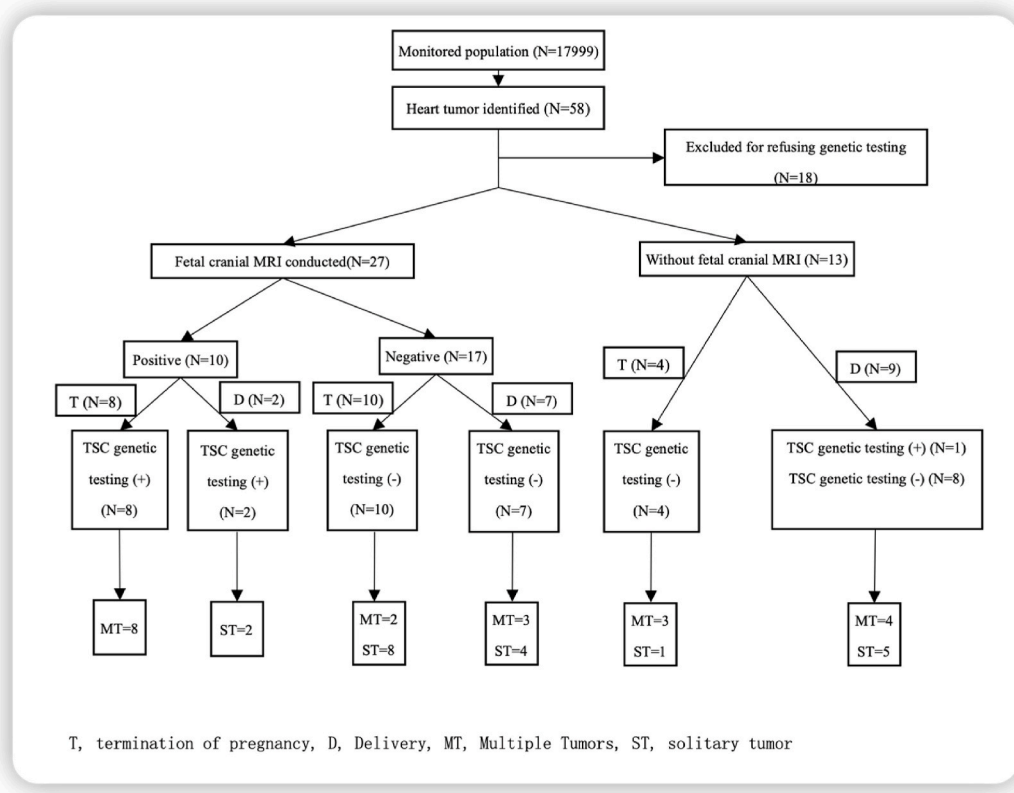 Monitored population (N=17999)
Heart tumor identified (N=58)
Excluded for refusing genetic testing
(N=18)
Fetal cranial MRI conducted(N=27)
Without fetal cranial MRI (N=13)
Positive (N=10)
Negative (N=17)
T (N=4)
D (N=9)
T (N=8)
D (N=2)
T (N=10)
D (N=7)
TSC genetic
testing (+)
(N=8)
TSC genetic
testing (+)
(N=2)
TSC genetic
testing (-)
(N=10)
TSC genetic
testing (-)
(N=7)
TSC genetic
testing (-)
(N=4)
TSC genetic testing (+) (N=1)
TSC genetic testing (-) (N=8)
MT=8
ST=2
MT=2
ST=8
MT=3
ST=4
MT=3
ST=1
MT=4
ST=5
T, termination of pregnancy, D, Delivery, MT, Multiple Tumors, ST, solitary tumor